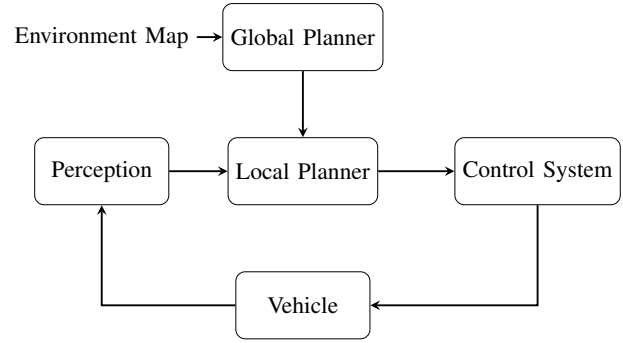 Environment Map
Global Planner
Perception
Local Planner
Control System
Vehicle